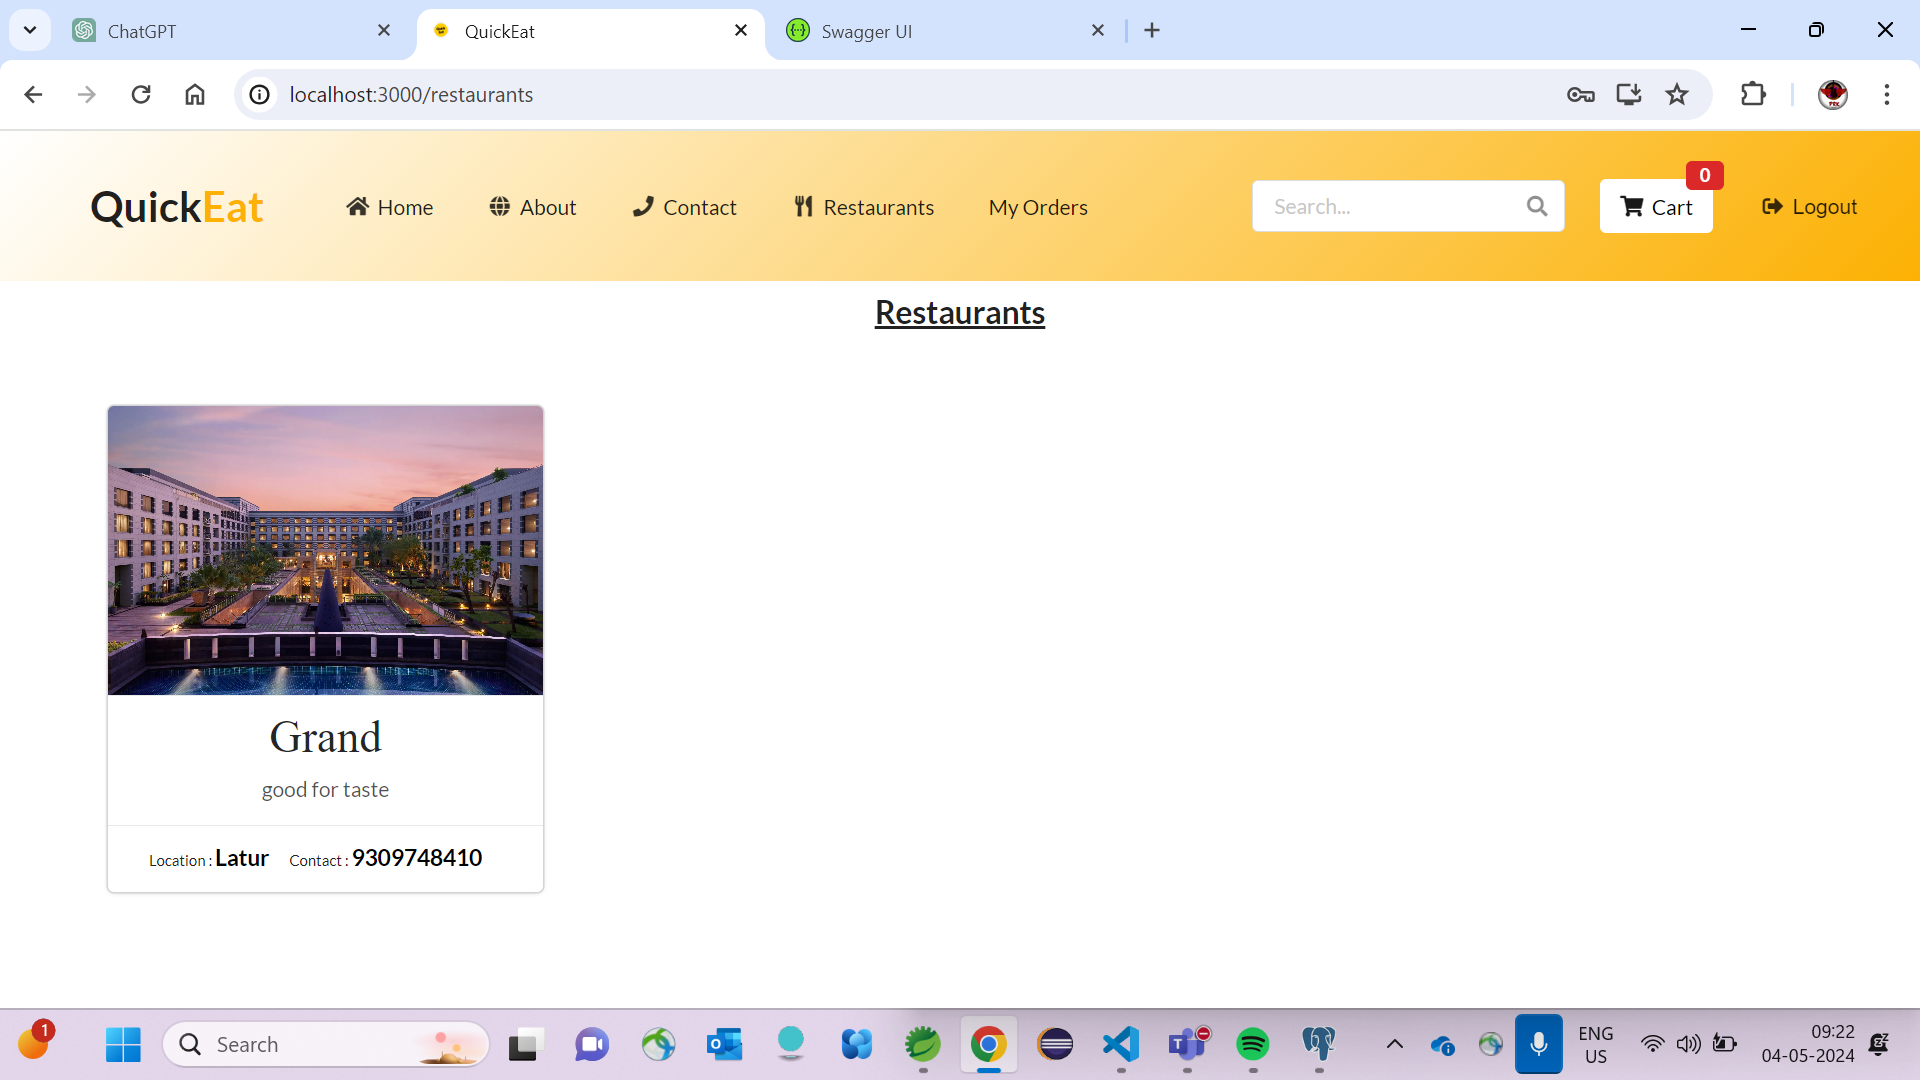 ChatGPT
QuickEat
Swagger UI
localhost:3000/restaurants
QuickEat
Home
About
Contact
Restaurants
My Orders
Search...
Cart
0
Logout
Restaurants
Grand
good for taste
Location : Latur Contact : 9309748410
1
Search
ENG
US
09:22
04-05-2024